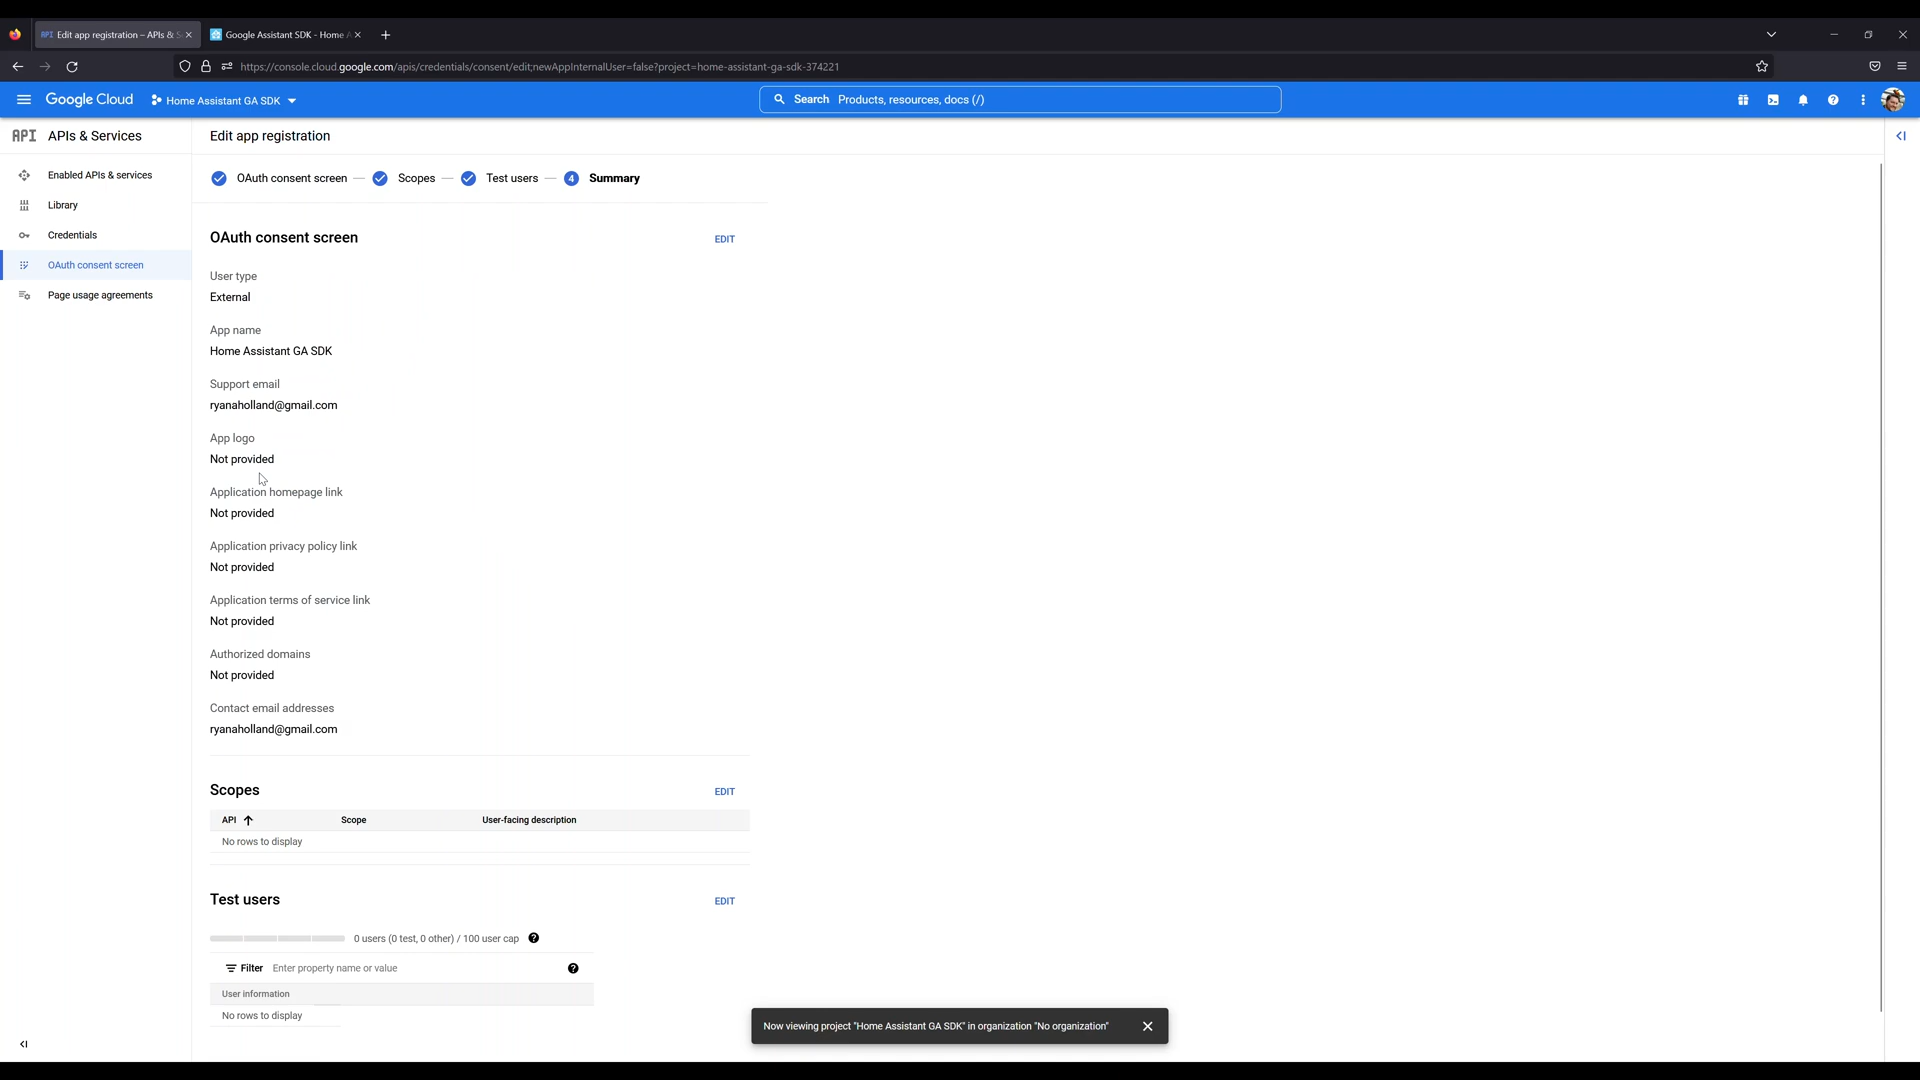 Edit app registration – APIs & S
Google Assistant SDK - Home A
https://console.cloud.google.com/apis/credentials/consent/edit;newAppInternalUser=false?project=home-assistant-ga-sdk-374221
Google Cloud
Home Assistant GA SDK
Search Products, resources, docs (/)
API APIs & Services
Edit app registration
Enabled APIs & services
Library
Credentials
OAuth consent screen
Page usage agreements
OAuth consent screen — Scopes — Test users — 4 Summary
OAuth consent screen
EDIT
User type
External
App name
Home Assistant GA SDK
Support email
ryanaholland@gmail.com
App logo
Not provided
Application homepage link
Not provided
Application privacy policy link
Not provided
Application terms of service link
Not provided
Authorized domains
Not provided
Contact email addresses
ryanaholland@gmail.com
Scopes
EDIT
API Scope User-facing description
No rows to display
Test users
EDIT
0 users (0 test, 0 other) / 100 user cap
Filter Enter property name or value
User information
No rows to display
Now viewing project "Home Assistant GA SDK" in organization "No organization"